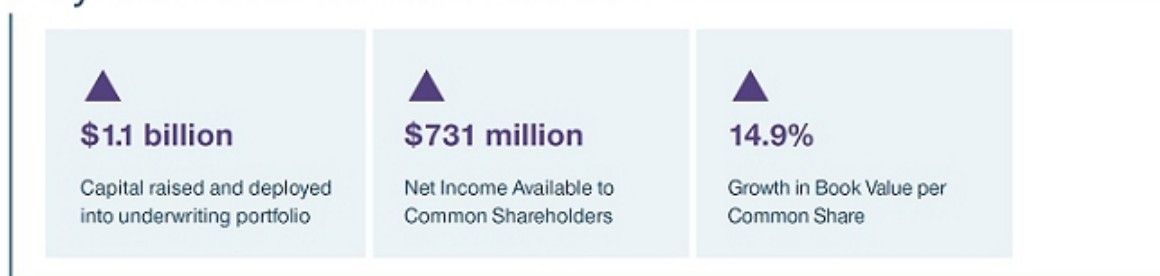 $1.1 billion
Capital raised and deployed
into underwriting portfolio
$731 million
Net Income Available to
Common Shareholders
14.9%
Growth in Book Value per
Common Share